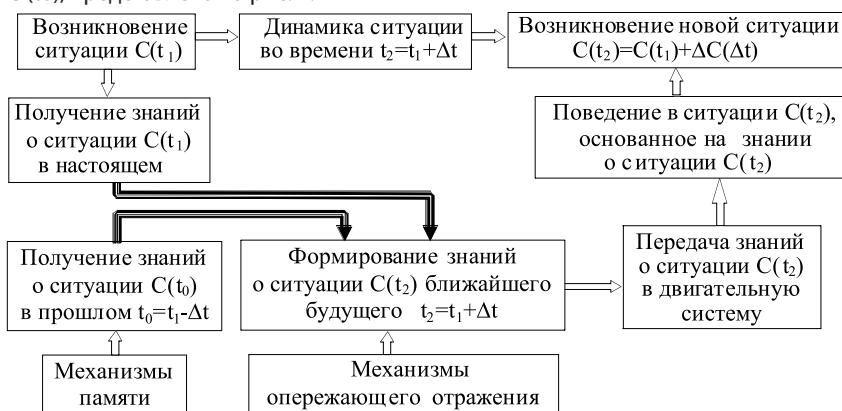 Возникновение
ситуации C(t₁)
Динамика ситуации
во времени t₂=t₁+Δt
Возникновение новой ситуации
C(t₂)=C(t₁)+ΔC(Δt)
Получение знаний
о ситуации C(t₁)
в настоящем
Поведение в ситуации C(t₂),
основанное на знании
о ситуации C(t₂)
Получение знаний
о ситуации C(t₀)
в прошлом t₀=t₁-Δt
Формирование знаний
о ситуации C(t₂) ближайшего
будущего t₂=t₁+Δt
Передача знаний
о ситуации C(t₂)
в двигательную
систему
Механизмы
памяти
Механизмы
опережающего отражения